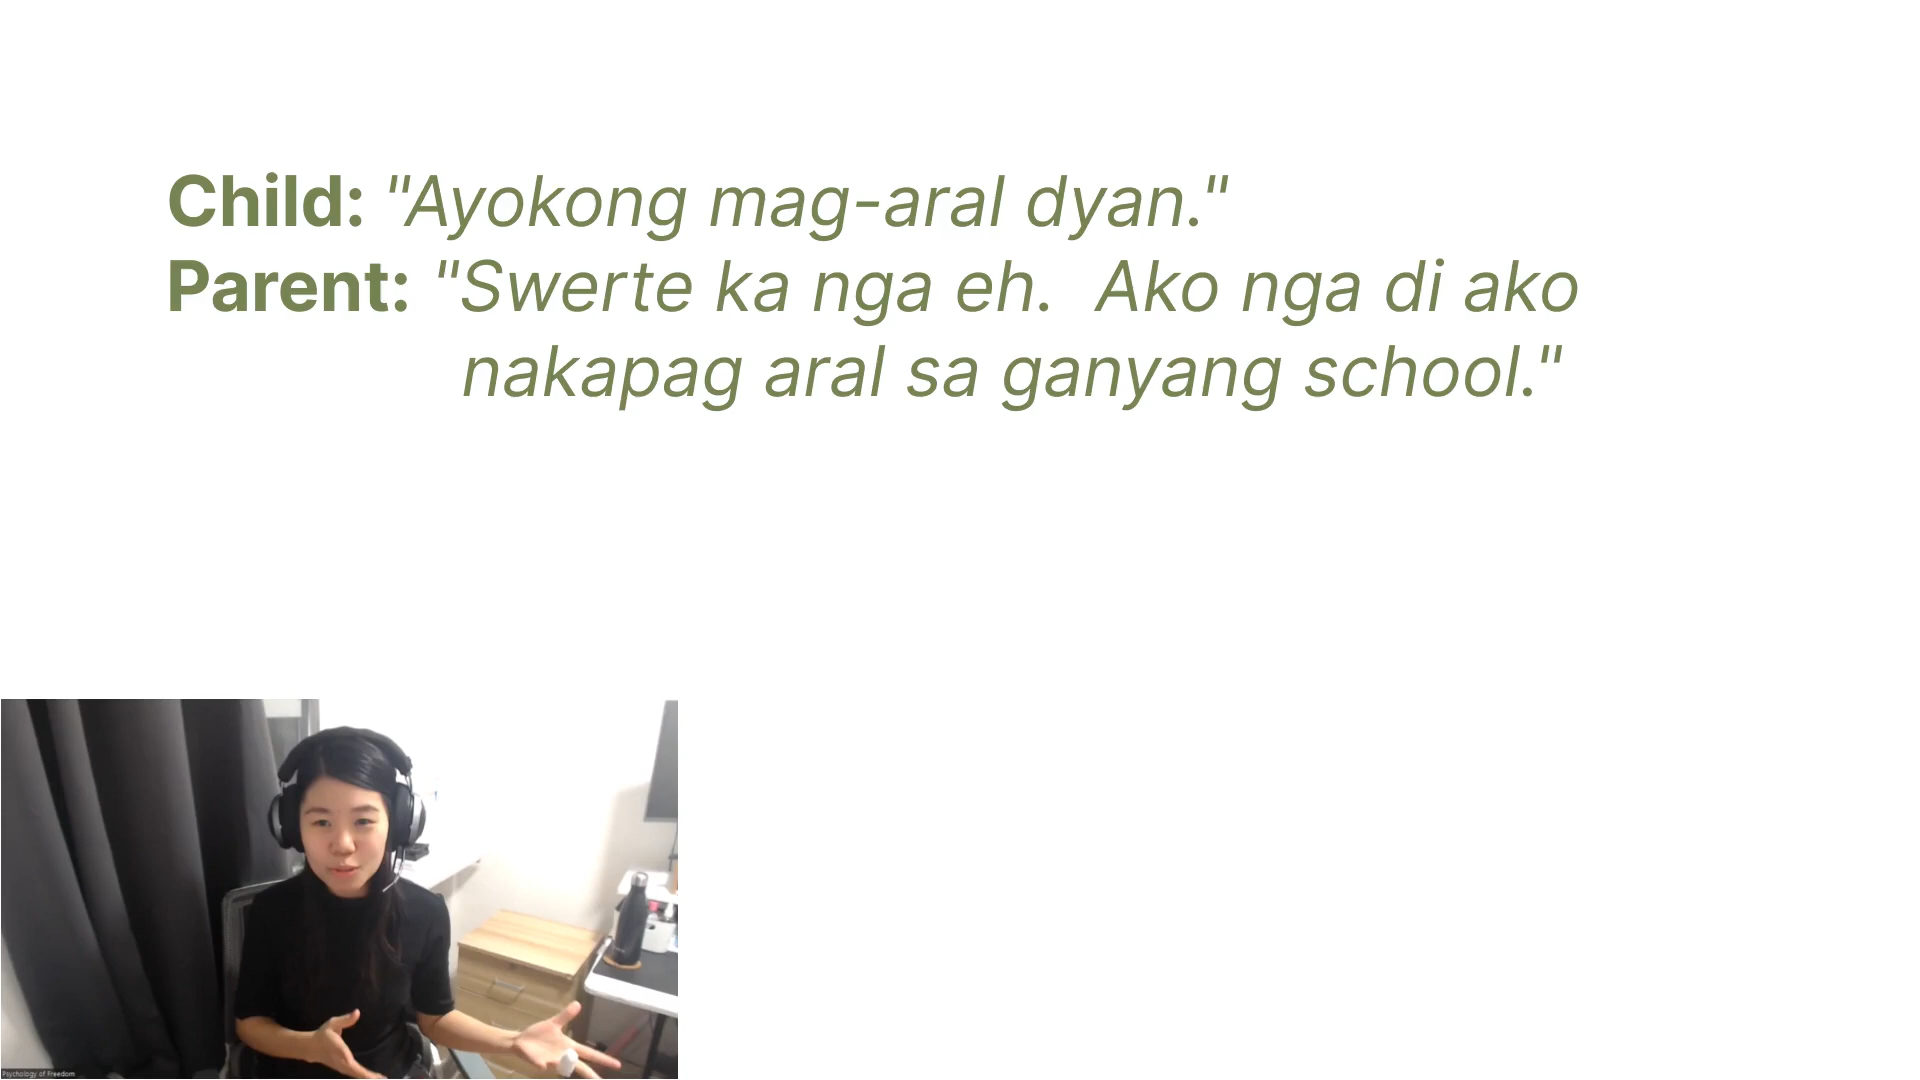 Child: "Ayokong mag-aral dyan."
Parent: "Swerte ka nga eh.  Ako nga di ako
nakapag aral sa ganyang school."
Psychology of Freedom